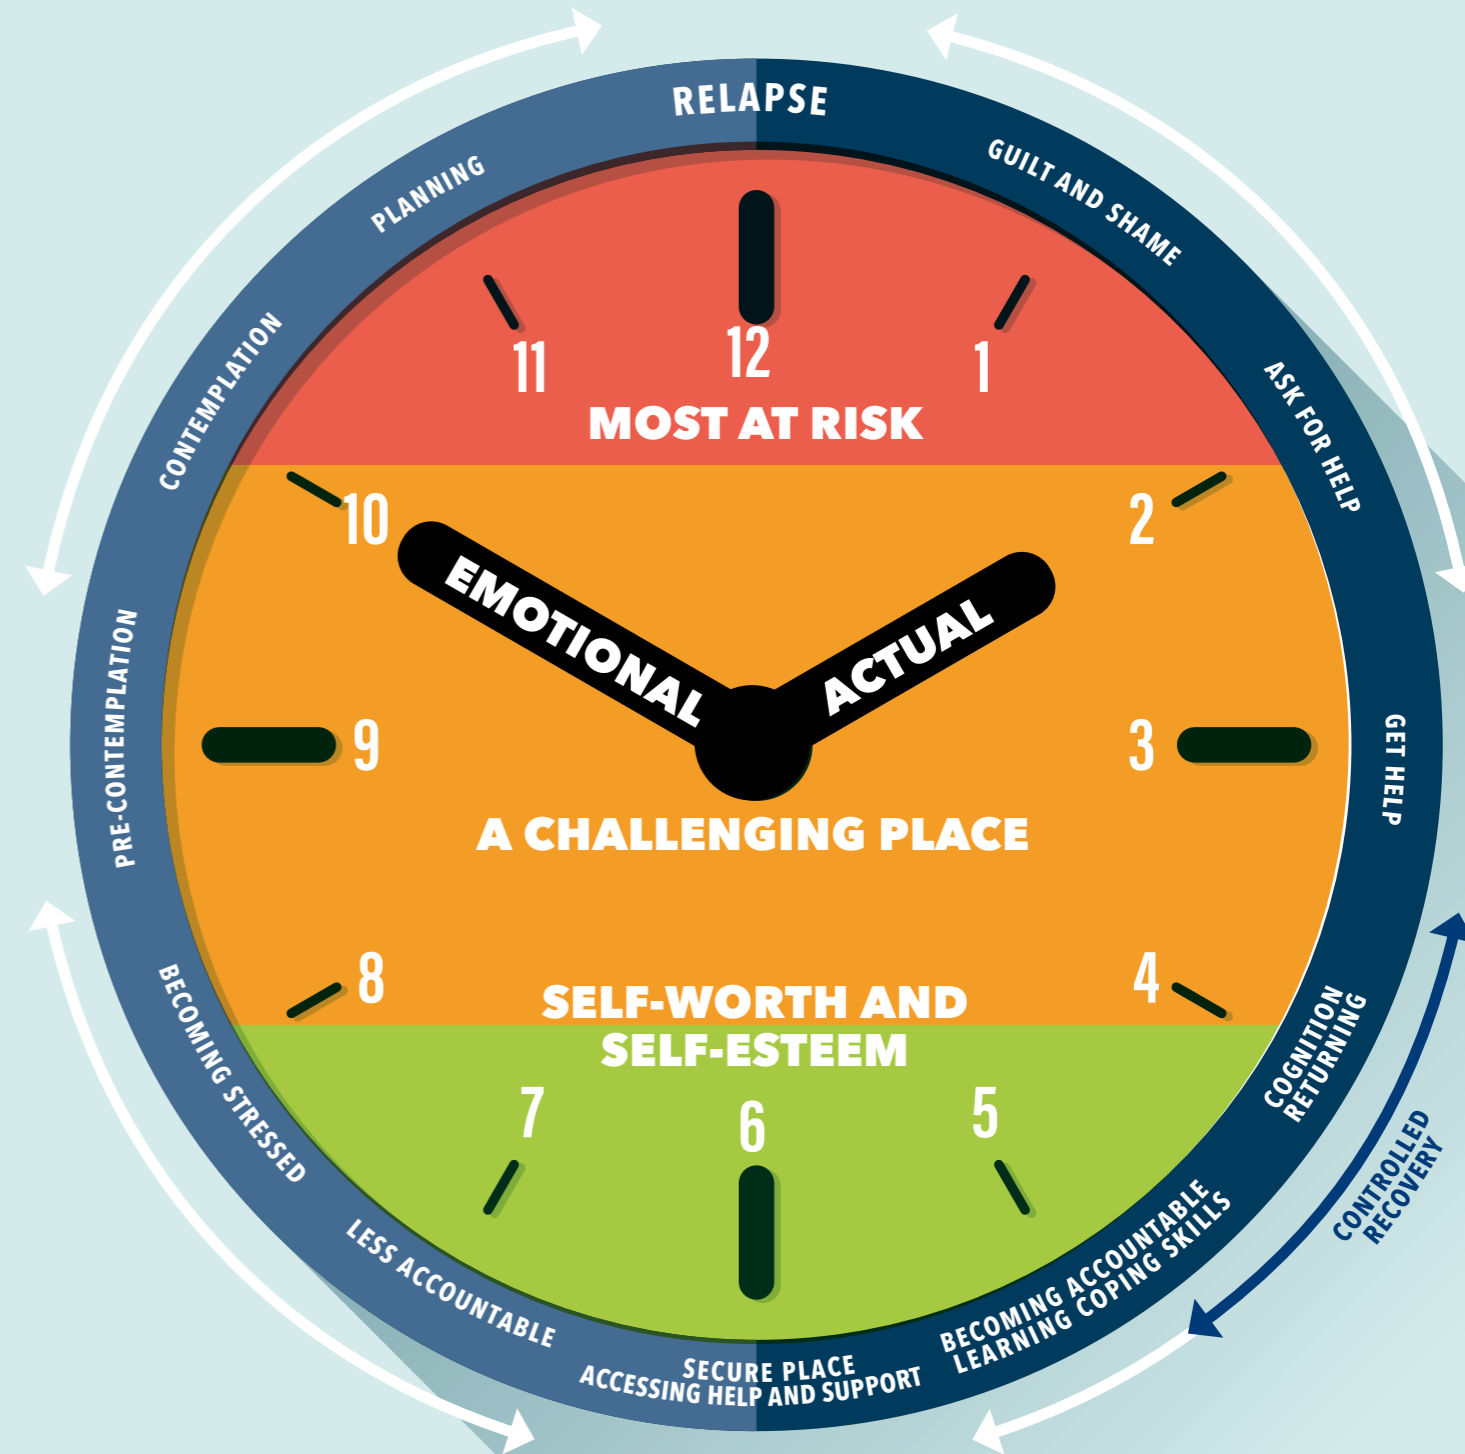 RELAPSE
PLANNING
GUILT AND SHAME
CONTEMPLATION
ASK FOR HELP
12
11
1
MOST AT RISK
10
2
EMOTIONAL
ACTUAL
PRE-CONTEMPLATION
9
3
GET HELP
A CHALLENGING PLACE
8
4
SELF-WORTH AND
SELF-ESTEEM
BECOMING STRESSED
COGNITION
RETURNING
CONTROLLED
RECOVERY
7
6
5
LESS ACCOUNTABLE
BECOMING ACCOUNTABLE
LEARNING COPING SKILLS
SECURE PLACE
ACCESSING HELP AND SUPPORT